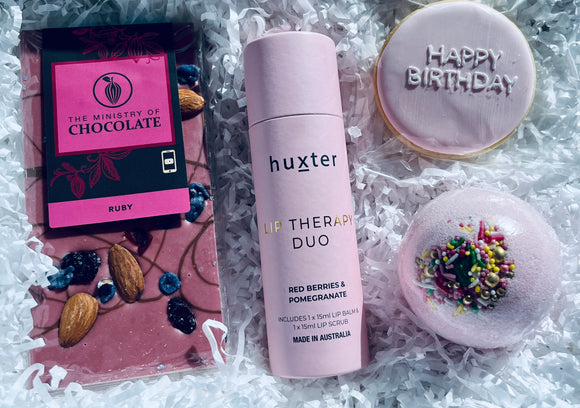 THE MINISTRY OF
CHOCOLATE
RUBY
huxter
LIP THERAPY
DUO
RED BERRIES &
POMEGRANATE
INCLUDES 1 x 15ml LIP BALM &
1 x 15ml LIP SCRUB
MADE IN AUSTRALIA
HAPPY
BIRTHDAY